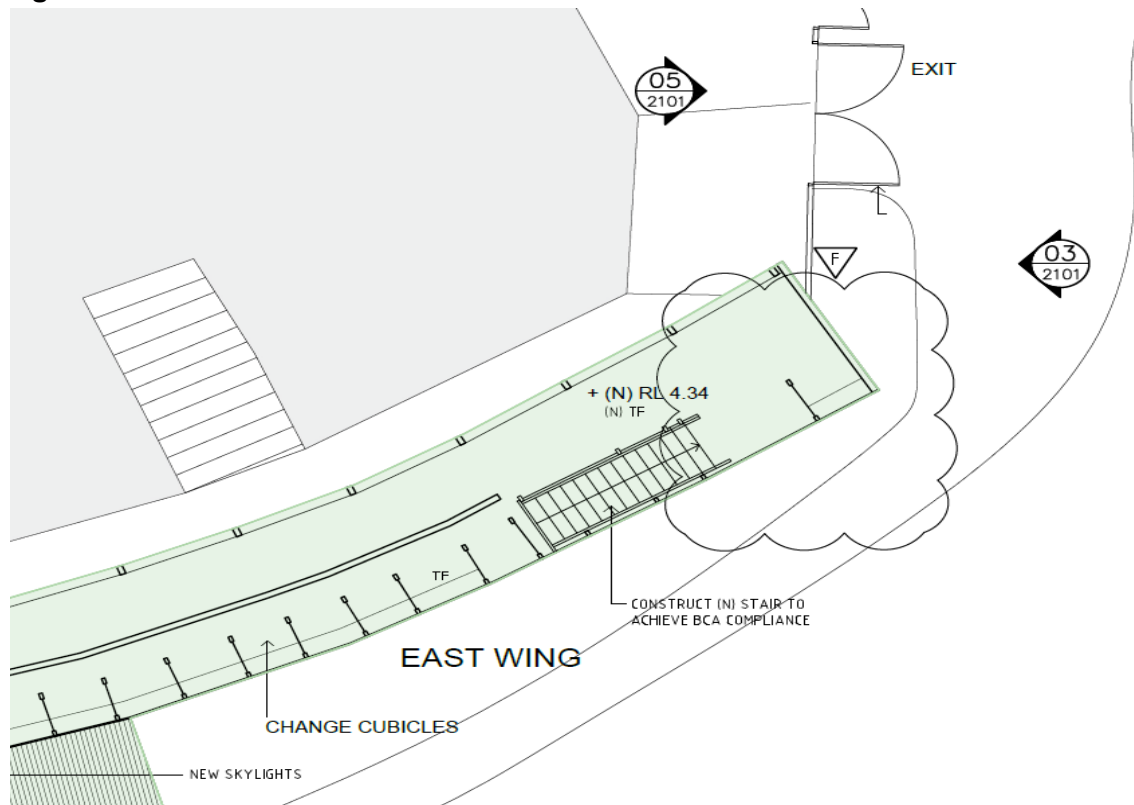 05
2101
EXIT
03
2101
F
+ (N) RL 4.34
(N) TF
TF
CONSTRUCT (N) STAIR TO
ACHIEVE BCA COMPLIANCE
EAST WING
CHANGE CUBICLES
NEW SKYLIGHTS